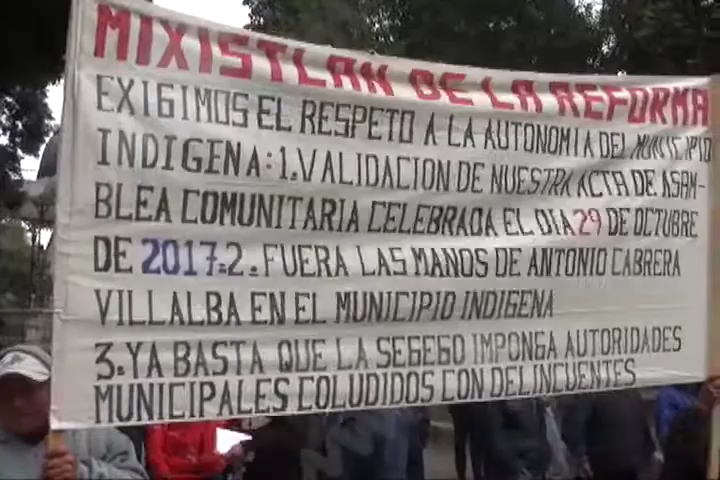 MIXISTLAN DE LA REFORMA
EXIGIMOS EL RESPETO A LA AUTONOMIA DEL MUNICIPIO
INDIGENA: 1. VALIDACION DE NUESTRA ACTA DE ASAM-
BLEA COMUNITARIA CELEBRADA EL DIA 29 DE OCTUBRE
DE 2017: 2. FUERA LAS MANOS DE ANTONIO CABRERA
VILLALBA EN EL MUNICIPIO INDIGENA
3. YA BASTA QUE LA SEGEGO IMPONGA AUTORIDADES
MUNICIPALES COLUDIDOS CON DELINCUENTES